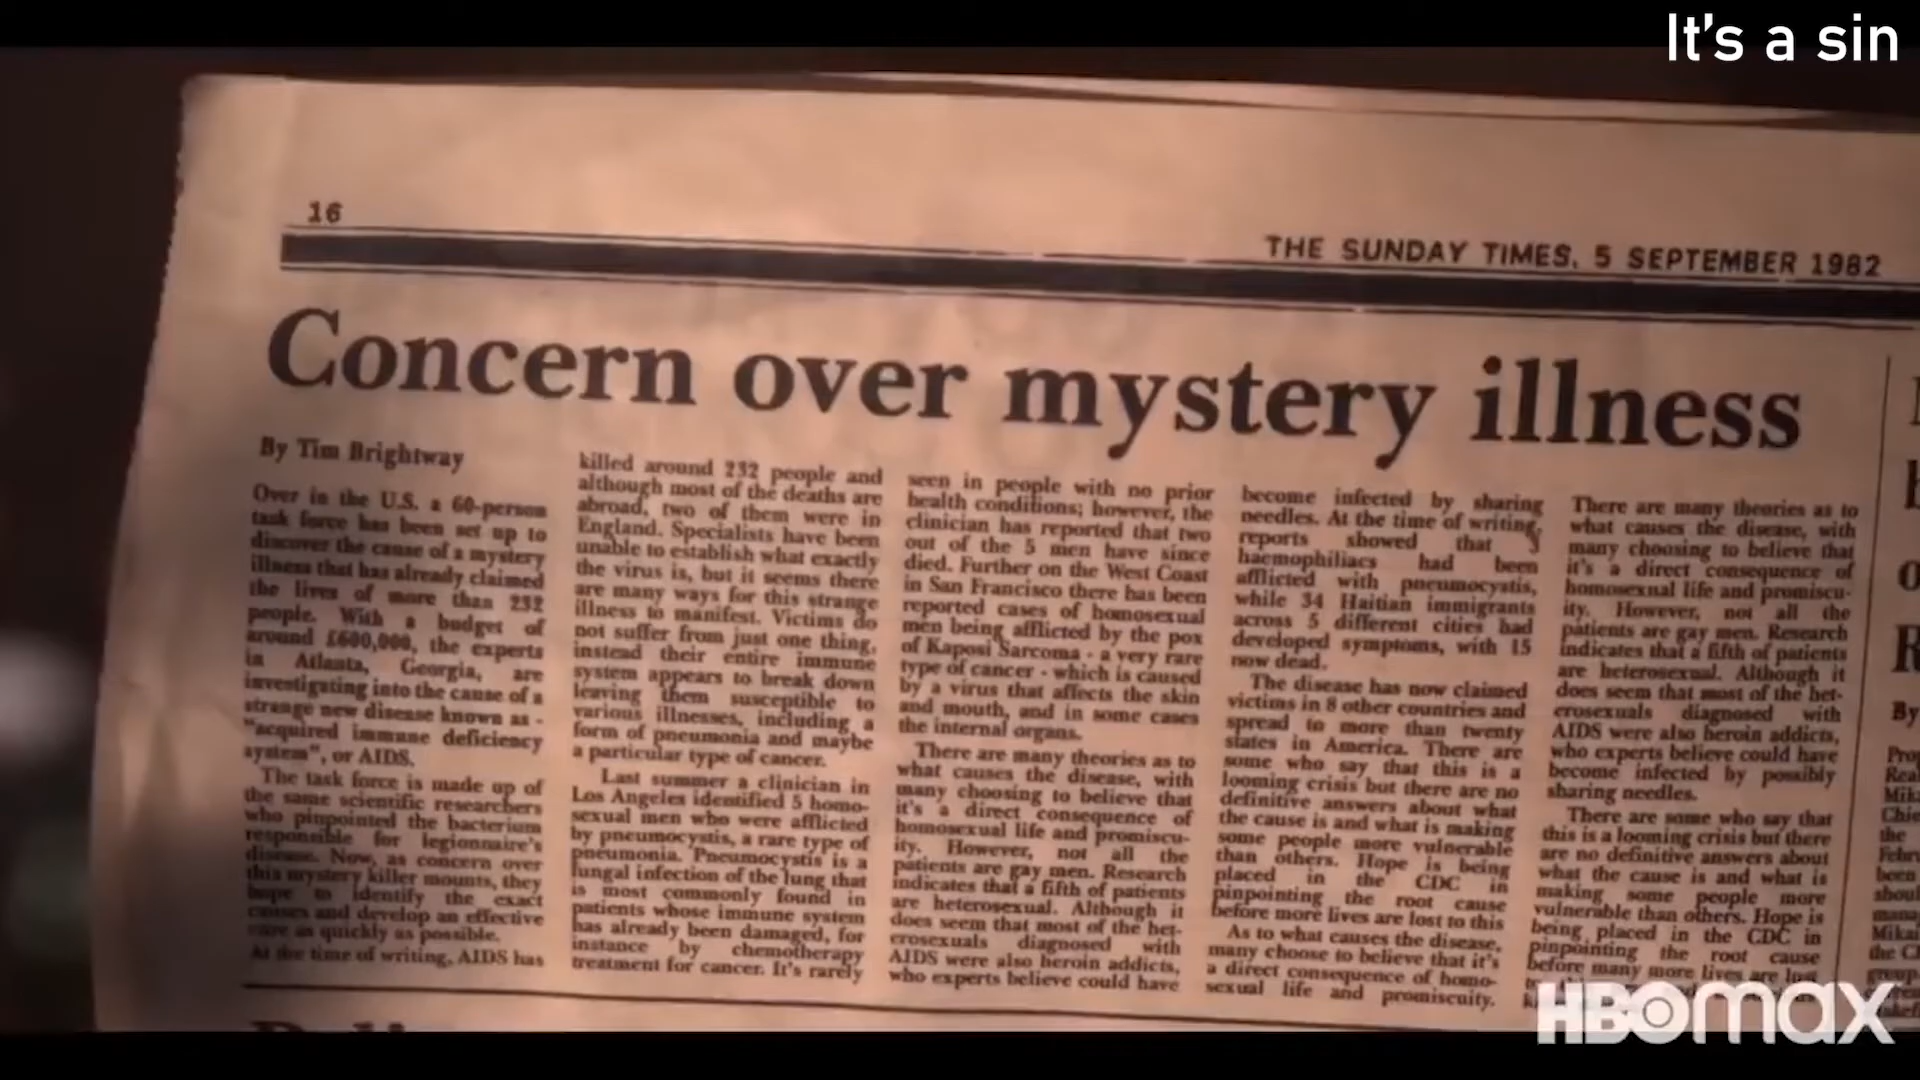 It's a sin
16
THE SUNDAY TIMES, 5 SEPTEMBER 1982
Concern over mystery illness
By Tim Brightway
Over in the U.S. a 60-person
task force has been set up to
discover the cause of a mystery
illness that has already claimed
the lives of more than 232
people. With a budget of
around £600,000, the experts
in Atlanta, Georgia, are
investigating into the cause of a
strange new disease known as -
"acquired immune deficiency
system", or AIDS.
The task force is made up of
the same scientific researchers
who pinpointed the bacterium
responsible for legionnaire's
disease. Now, as concern over
this mystery killer mounts, they
hope to identify the exact
causes and develop an effective
cure as quickly as possible.
At the time of writing, AIDS has
killed around 232 people and
although most of the deaths are
abroad, two of them were in
England. Specialists have been
unable to establish what exactly
the virus is, but it seems there
are many ways for this strange
illness to manifest. Victims do
not suffer from just one thing,
instead their entire immune
system appears to break down
leaving them susceptible to
various illnesses, including a
form of pneumonia and maybe
a particular type of cancer.
Last summer a clinician in
Los Angeles identified 5 homo-
sexual men who were afflicted
by pneumocystis, a rare type of
pneumonia. Pneumocystis is a
fungal infection of the lung that
is most commonly found in
patients whose immune system
has already been damaged, for
instance by chemotherapy
treatment for cancer. It's rarely
seen in people with no prior
health conditions; however, the
clinician has reported that two
out of the 5 men have since
died. Further on the West Coast
in San Francisco there has been
reported cases of homosexual
men being afflicted by the pox
of Kaposi Sarcoma - a very rare
type of cancer - which is caused
by a virus that affects the skin
and mouth, and in some cases
the internal organs.
There are many theories as to
what causes the disease, with
many choosing to believe that
it's a direct consequence of
homosexual life and promiscu-
ity. However, not all the
patients are gay men. Research
indicates that a fifth of patients
are heterosexual. Although it
does seem that most of the het-
erosexuals diagnosed with
AIDS were also heroin addicts,
who experts believe could have
become infected by sharing
needles. At the time of writing,
reports showed that 3
haemophiliacs had been
afflicted with pneumocystis,
while 34 Haitian immigrants
across 5 different cities had
developed symptoms, with 15
now dead.
The disease has now claimed
victims in 8 other countries and
spread to more than twenty
states in America. There are
some who say that this is a
looming crisis but there are no
definitive answers about what
the cause is and what is making
some people more vulnerable
than others. Hope is being
placed in the CDC in
pinpointing the root cause
before more lives are lost to this
As to what causes the disease,
many choose to believe that it's
a direct consequence of homo-
sexual life and promiscuity.
There are many theories as to
what causes the disease, with
many choosing to believe that
it's a direct consequence of
homosexual life and promiscu-
ity. However, not all the
patients are gay men. Research
indicates that a fifth of patients
are heterosexual. Although it
does seem that most of the het-
erosexuals diagnosed with
AIDS were also heroin addicts,
who experts believe could have
become infected by possibly
sharing needles.
There are some who say that
this is a looming crisis but there
are no definitive answers about
what the cause is and what is
making some people more
vulnerable than others. Hope is
being placed in the CDC in
pinpointing the root cause
before many more lives are lost
By
the
been
HBOmax